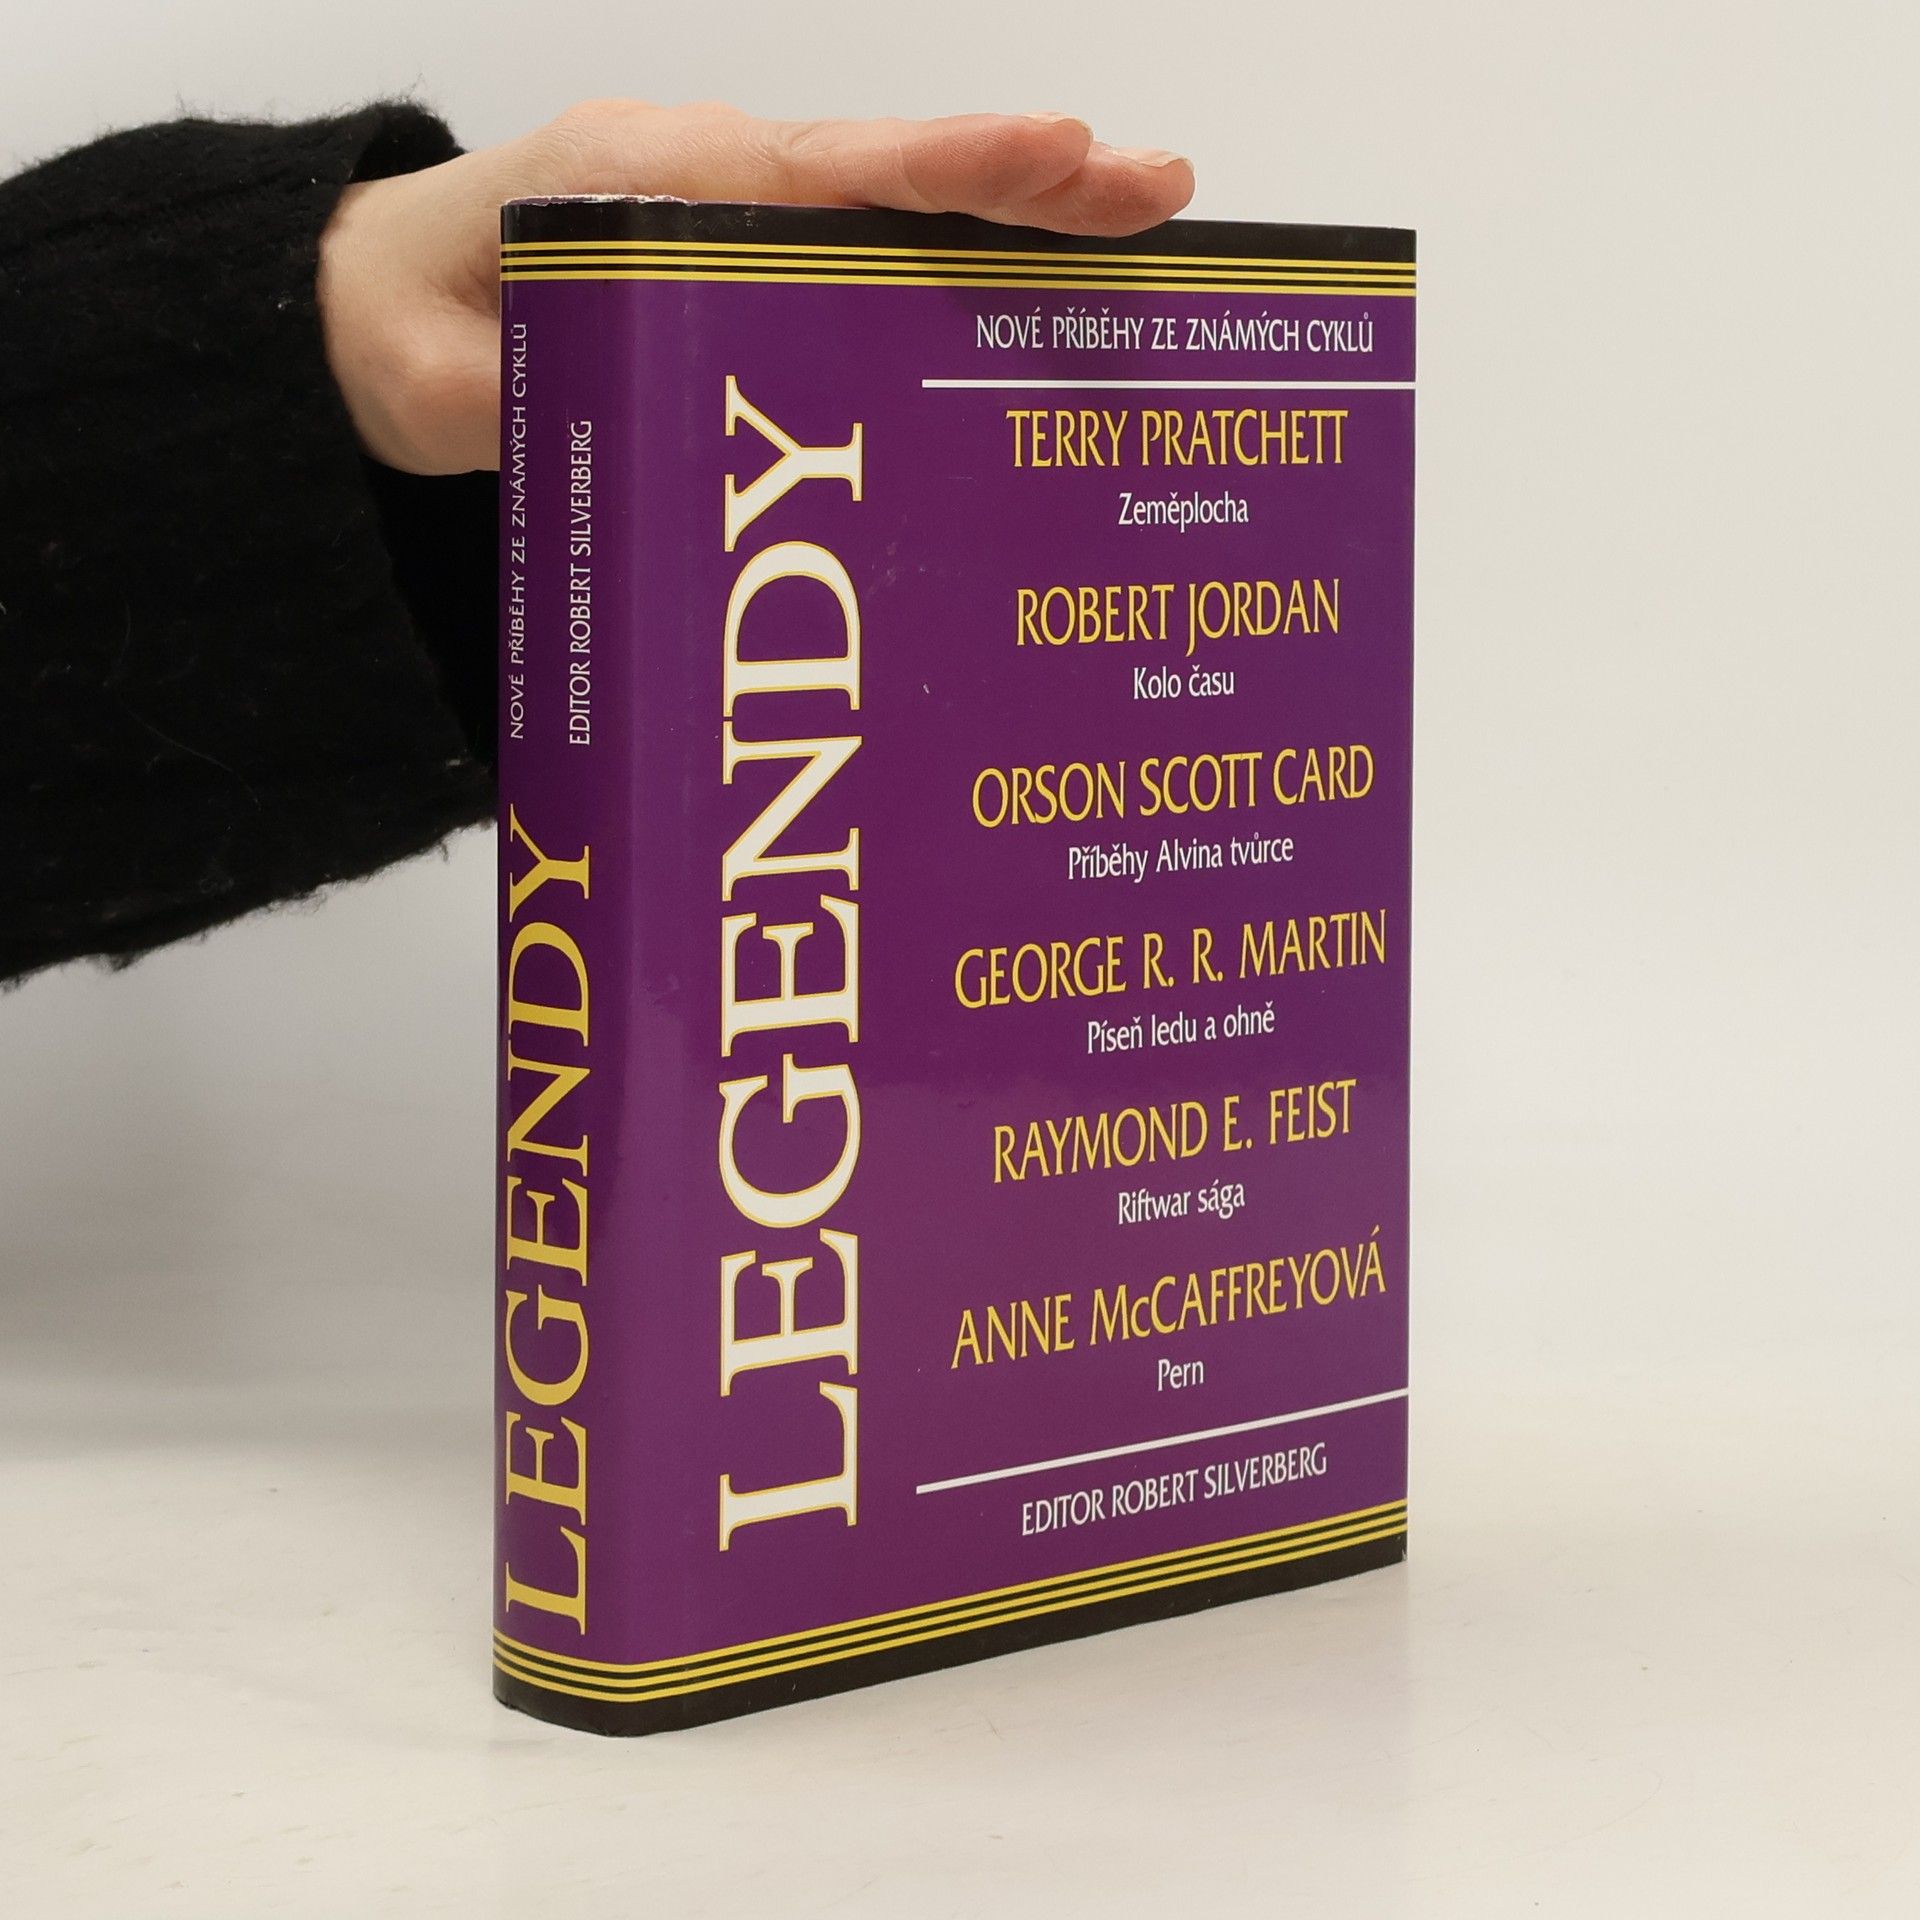 NOVÉ PŘÍBĚHY ZE ZNÁMÝCH CYKLŮ
EDITOR ROBERT SILVERBERG
LEGENDY
LEGENDY
NOVÉ PŘÍBĚHY ZE ZNÁMÝCH CYKLŮ
TERRY PRATCHETT
Zeměplocha
ROBERT JORDAN
Kolo času
ORSON SCOTT CARD
Příběhy Alvina tvůrce
GEORGE R. R. MARTIN
Píseň ledu a ohně
RAYMOND E. FEIST
Riftwar sága
ANNE McCAFFREYOVÁ
Pern
EDITOR ROBERT SILVERBERG